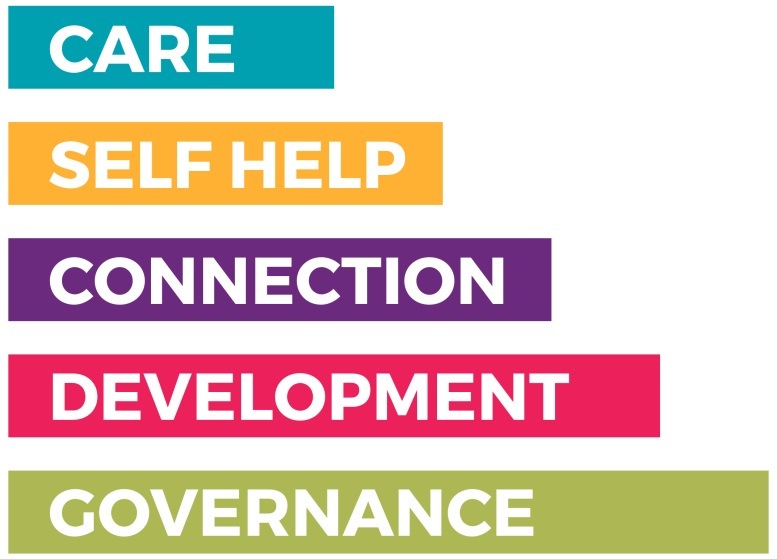 CARE
SELF HELP
CONNECTION
DEVELOPMENT
GOVERNANCE